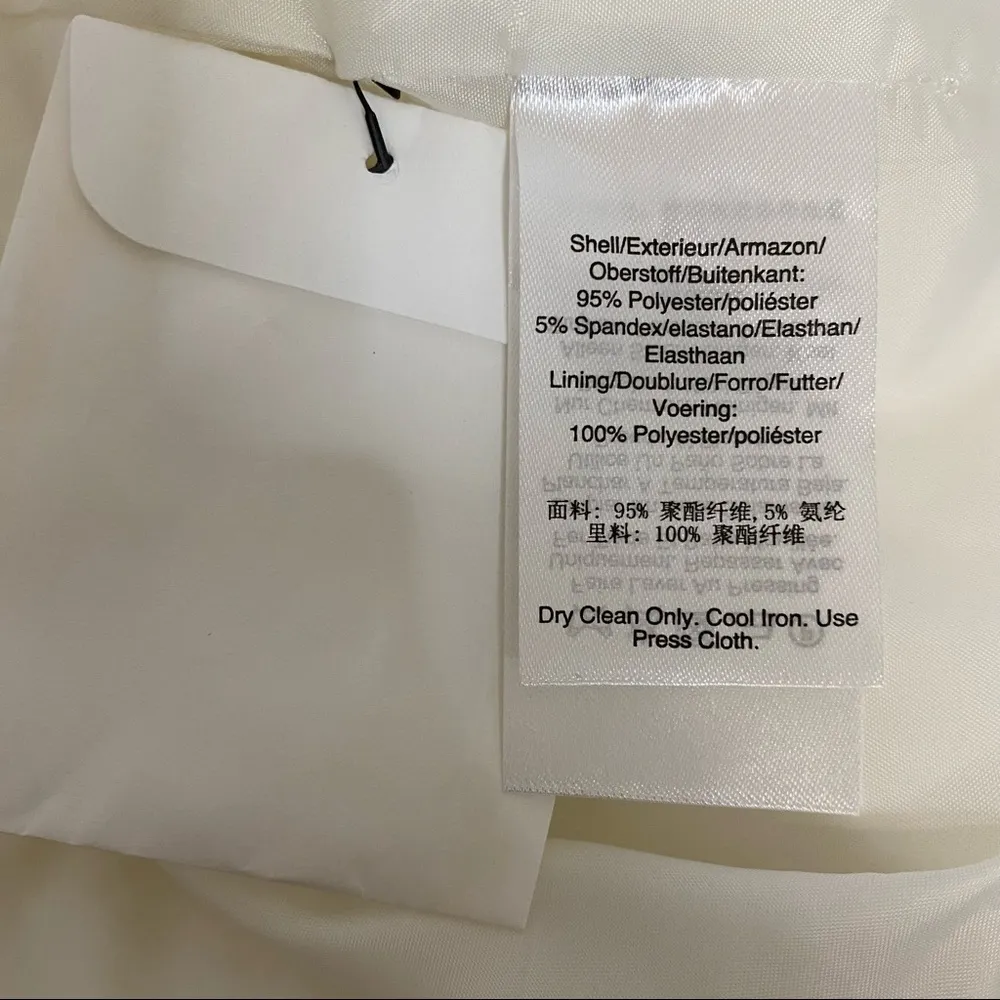 Shell/Exterieur/Armazon/
Oberstoff/Buitenkant:
95% Polyester/poliéster
5% Spandex/elastano/Elasthan/
Elasthaan
Lining/Doublure/Forro/Futter/
Voering:
100% Polyester/poliéster
面料: 95% 聚酯纤维, 5% 氨纶
里料: 100% 聚酯纤维
Dry Clean Only. Cool Iron. Use
Press Cloth.